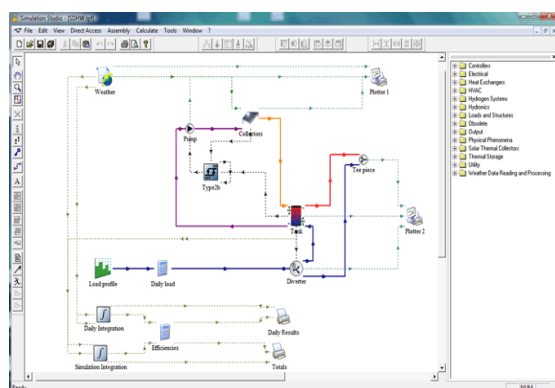 Simulation Studio - [SDHW.tpf]
File Edit View Direct Access Assembly Calculate Tools Window ?
Weather
Plotter 1
Collectors
Pump
Type2b
Tee piece
Tank
Plotter 2
Load profile
Daily load
Diverter
Daily Integration
Daily Results
Efficiencies
Simulation Integration
Totals
Controllers
Electrical
Heat Exchangers
HVAC
Hydrogen Systems
Hydronics
Loads and Structures
Obsolete
Output
Physical Phenomena
Solar Thermal Collectors
Thermal Storage
Utility
Weather Data Reading and Processing
Ready
NUM